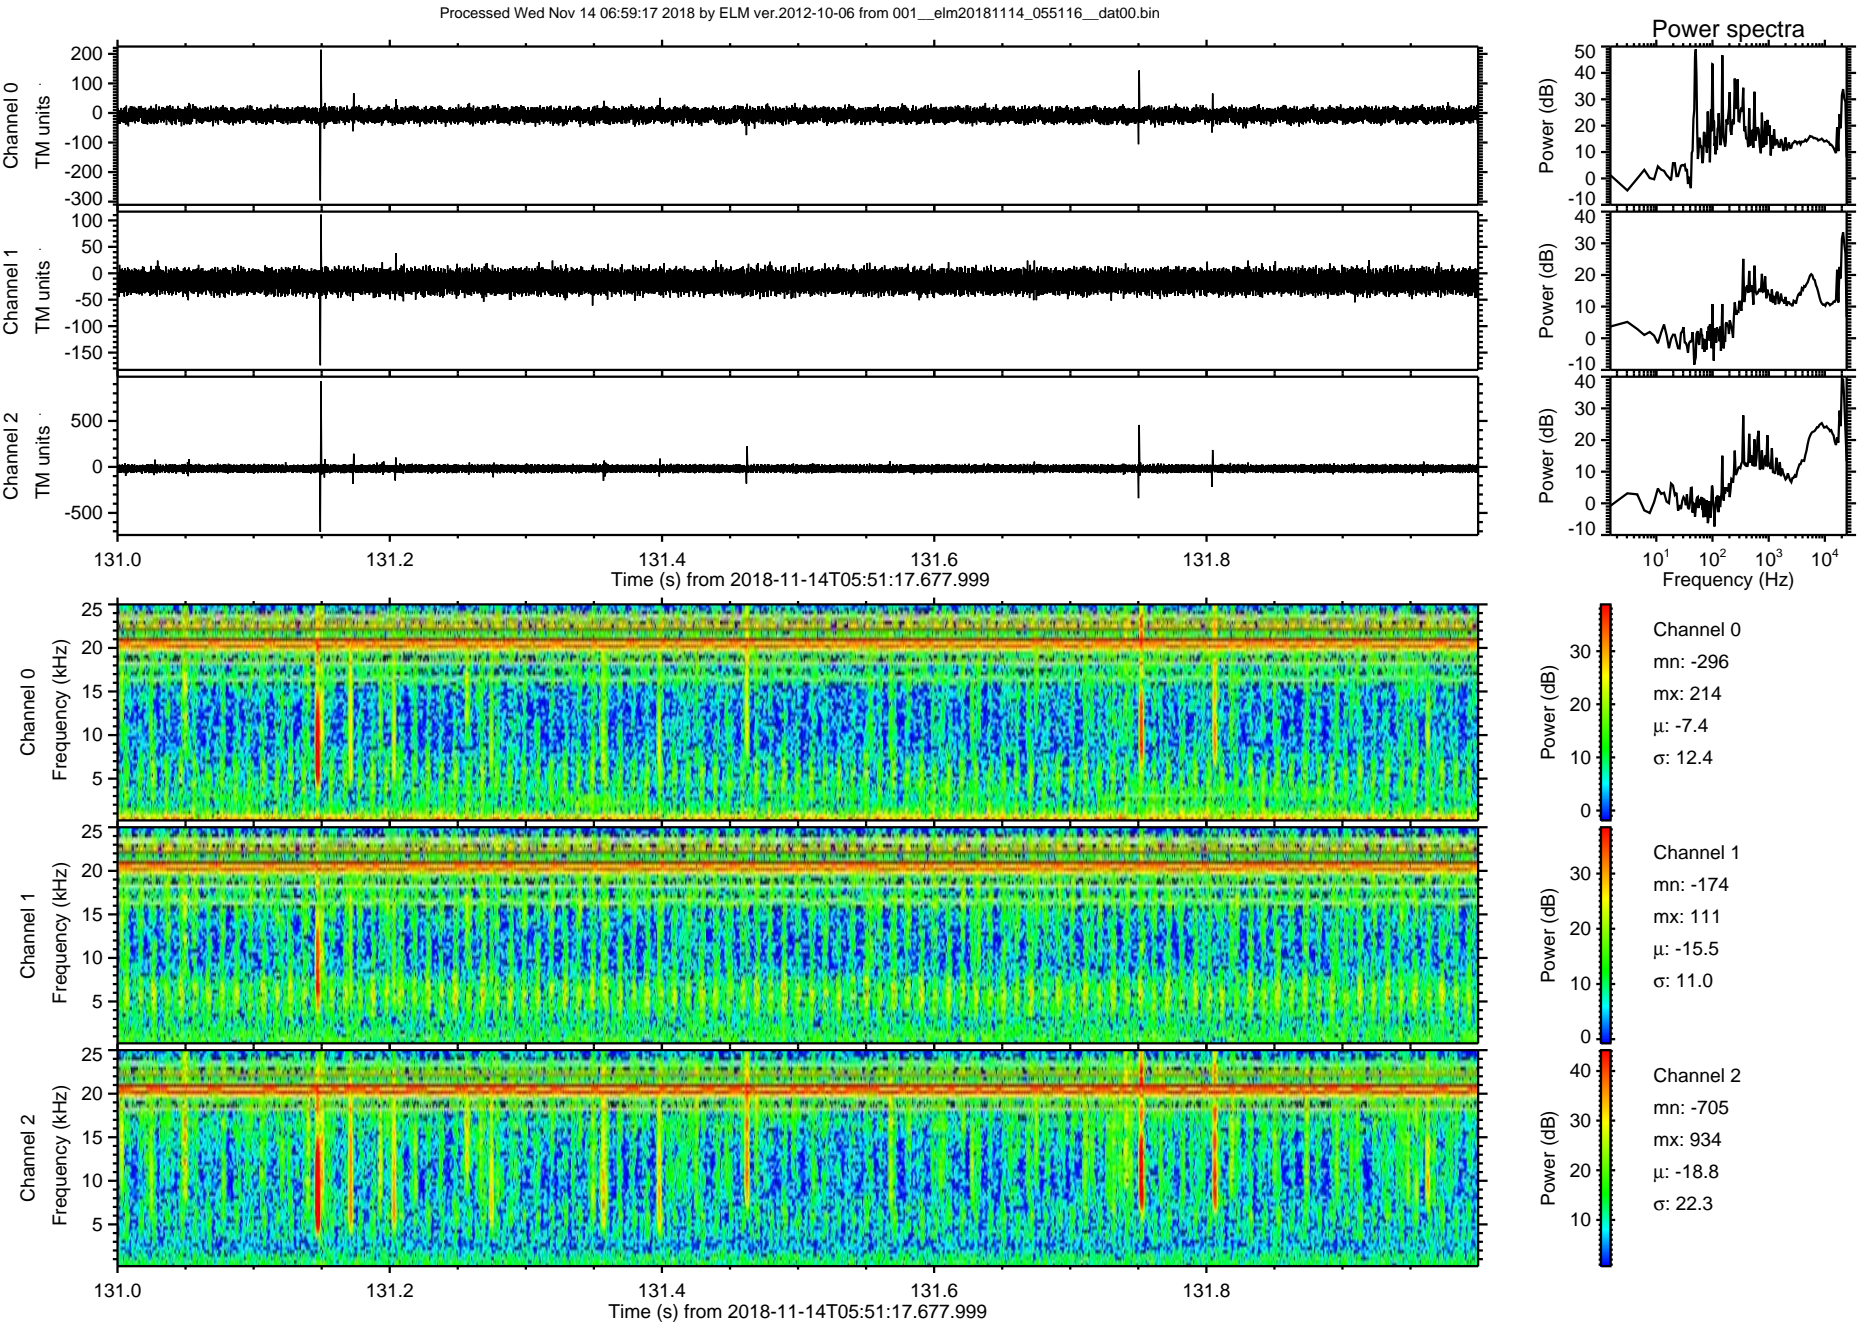 Processed Wed Nov 14 06:59:17 2018 by ELM ver.2012-10-06 from 001__elm20181114_055116__dat00.bin
Power spectra
Channel 0
TM units
200
100
0
-100
-200
-300
Power (dB)
50
40
30
20
10
0
-10
Channel 1
TM units
100
50
0
-50
-100
-150
Power (dB)
40
30
20
10
0
-10
Channel 2
TM units
500
0
-500
Power (dB)
40
30
20
10
0
-10
131.0 131.2 131.4 131.6 131.8
Time (s) from 2018-11-14T05:51:17.677.999
10¹ 10² 10³ 10⁴
Frequency (Hz)
Channel 0
Frequency (kHz)
25
20
15
10
5
Power (dB)
30
20
10
0
Channel 0
mn: -296
mx: 214
µ: -7.4
σ: 12.4
Channel 1
Frequency (kHz)
25
20
15
10
5
Power (dB)
30
20
10
0
Channel 1
mn: -174
mx: 111
µ: -15.5
σ: 11.0
Channel 2
Frequency (kHz)
25
20
15
10
5
Power (dB)
40
30
20
10
Channel 2
mn: -705
mx: 934
µ: -18.8
σ: 22.3
131.0 131.2 131.4 131.6 131.8
Time (s) from 2018-11-14T05:51:17.677.999